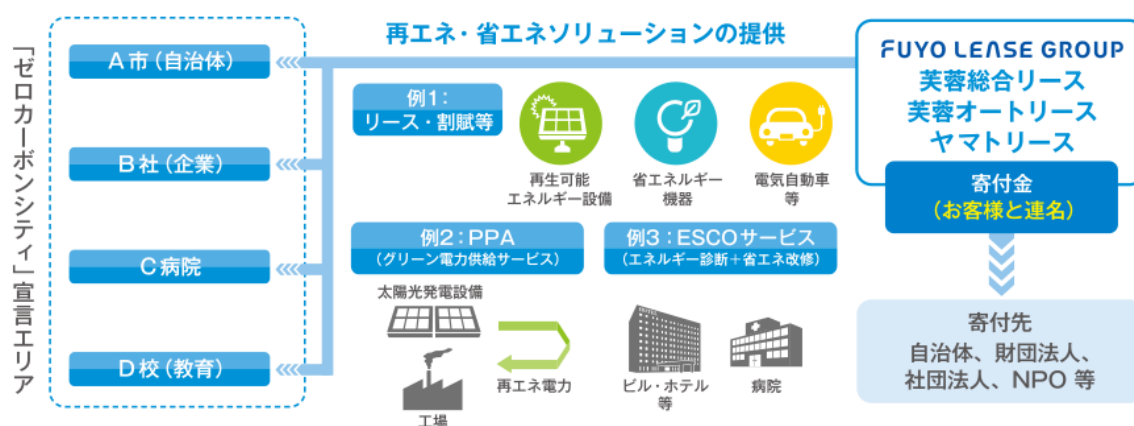 「ゼロカーボンシティ」宣言エリア
A市(自治体)
B社(企業)
C病院
D校(教育)
再エネ・省エネソリューションの提供
例1:
リース・割賦等
再生可能
エネルギー設備
省エネルギー
機器
電気自動車
等
例2:PPA
(グリーン電力供給サービス)
太陽光発電設備
工場
再エネ電力
例3:ESCOサービス
(エネルギー診断+省エネ改修)
HOTEL
ビル・ホテル
等
病院
FUYO LEASE GROUP
芙蓉総合リース
芙蓉オートリース
ヤマトリース
寄付金
(お客様と連名)
寄付先
自治体、財団法人、
社団法人、NPO 等